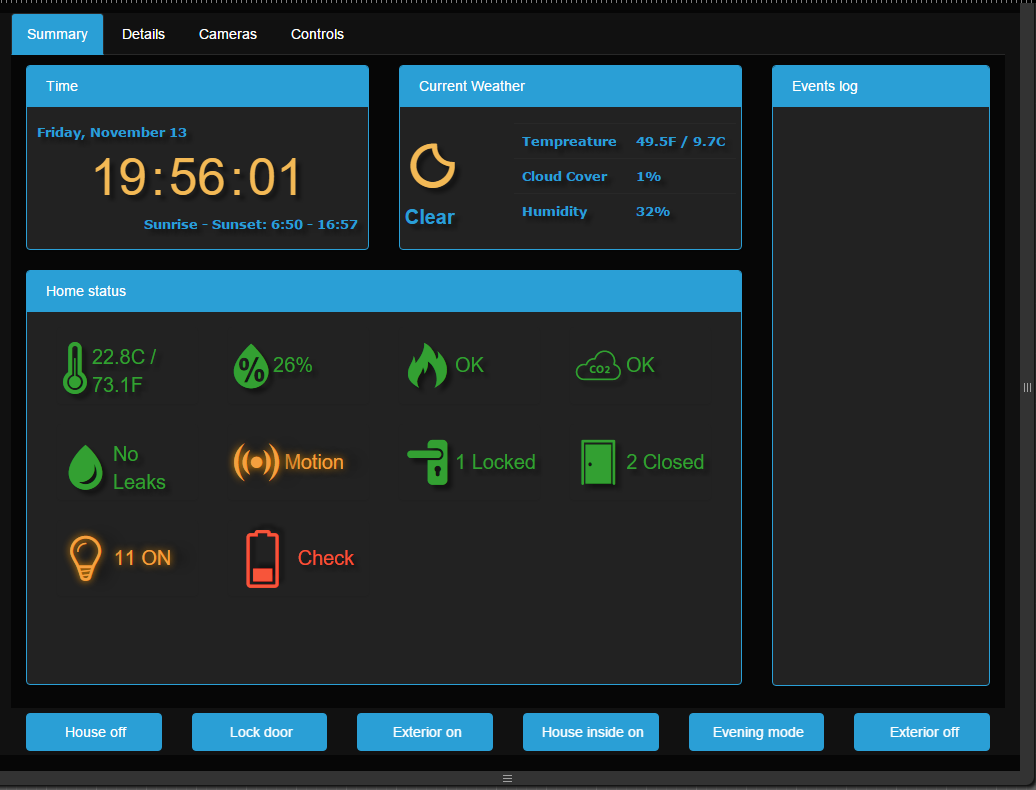 Summary Details Cameras Controls
Time
Friday, November 13
19:56:01
Sunrise - Sunset: 6:50 - 16:57
Current Weather
Clear
Tempreature 49.5F / 9.7C
Cloud Cover 1%
Humidity 32%
Events log
Home status
22.8C /
73.1F
% 26%
OK
CO2 OK
No
Leaks
Motion
1 Locked
2 Closed
11 ON
Check
House off Lock door Exterior on House inside on Evening mode Exterior off